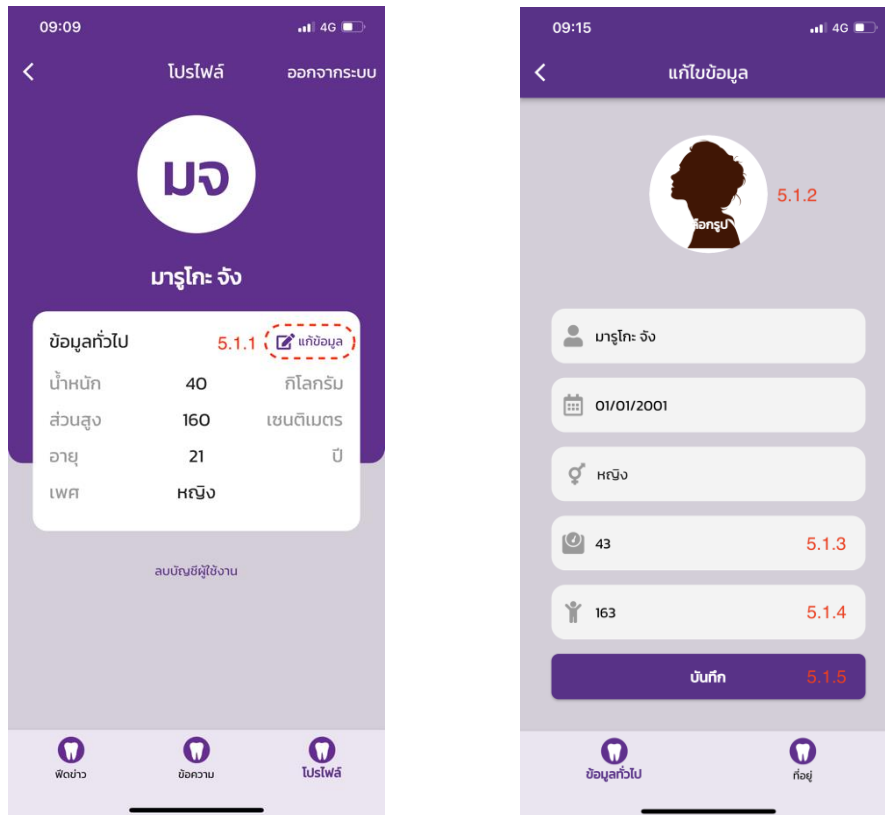 09:09
4G
โปรไฟล์ ออกจากระบบ
มจ
มารูโกะ จัง
ข้อมูลทั่วไป 5.1.1 แก้ข้อมูล
น้ำหนัก 40 กิโลกรัม
ส่วนสูง 160 เซนติเมตร
อายุ 21 ปี
เพศ หญิง
ลบบัญชีผู้ใช้งาน
ฟีดข่าว ข้อความ โปรไฟล์
09:15
4G
แก้ไขข้อมูล
5.1.2
ลือกรูป
มารูโกะ จัง
01/01/2001
หญิง
43 5.1.3
163 5.1.4
บันทึก 5.1.5
ข้อมูลทั่วไป ที่อยู่